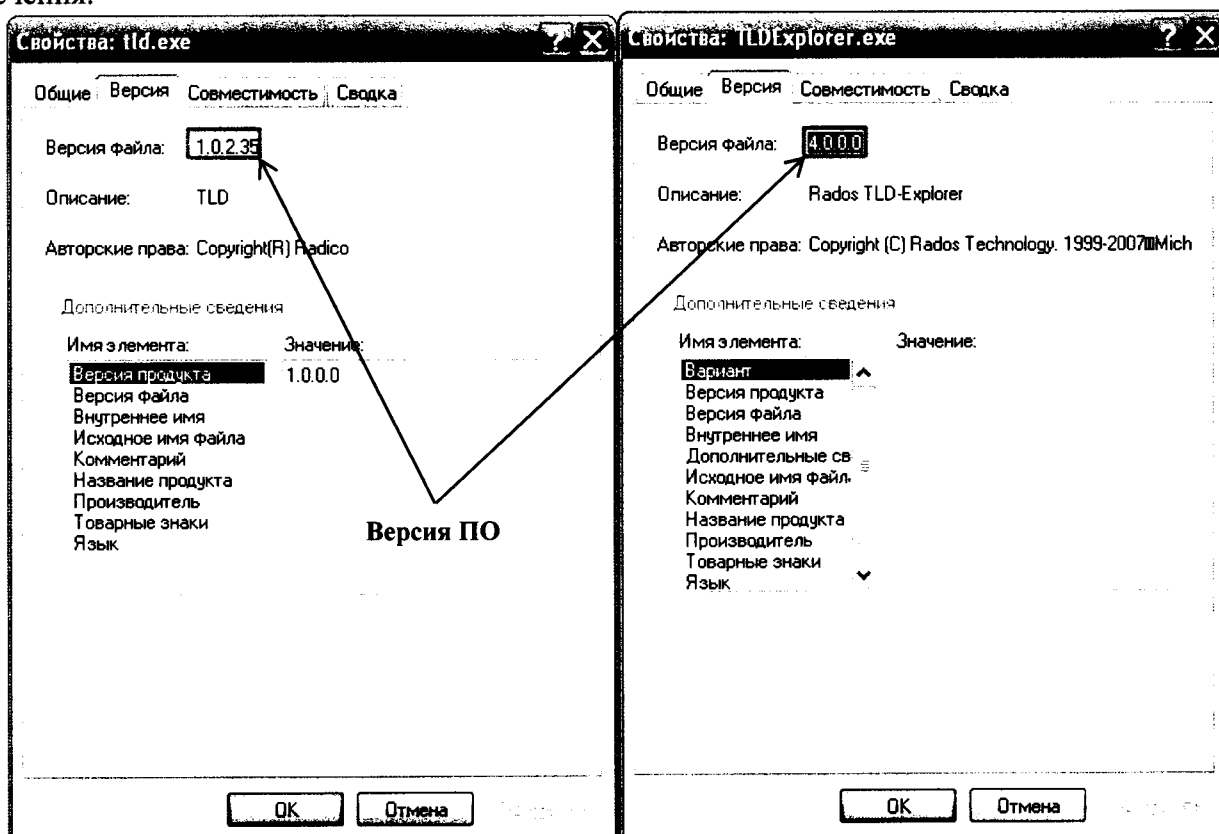 Свойства: tld.exe
Общие Версия Совместимость Сводка
Версия файла: 1.0.2.35
Описание: TLD
Авторские права: Copyright(R) Radico
Дополнительные сведения
Имя элемента: Значение:
Версия продукта 1.0.0.0
Версия файла
Внутреннее имя
Исходное имя файла
Комментарий
Название продукта
Производитель
Товарные знаки
Язык
OK Отмена
Свойства: TLDExplorer.exe
Общие Версия Совместимость Сводка
Версия файла: 4.0.0.0
Описание: Rados TLD-Explorer
Авторские права: Copyright (C) Rados Technology. 1999-2007 Mich
Дополнительные сведения
Имя элемента: Значение:
Вариант
Версия продукта
Версия файла
Внутреннее имя
Дополнительные св
Исходное имя файл
Комментарий
Название продукта
Производитель
Товарные знаки
Язык
OK Отмена
Версия ПО